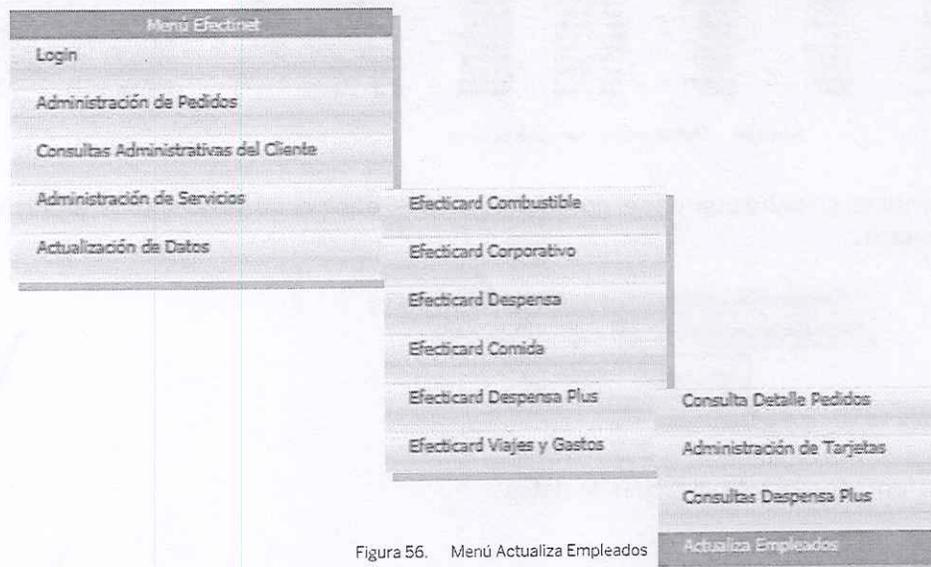 Menú Efectinet
Login
Administración de Pedidos
Consultas Administrativas del Cliente
Administración de Servicios
Actualización de Datos
Efecticard Combustible
Efecticard Corporativo
Efecticard Despensa
Efecticard Comida
Efecticard Despensa Plus
Efecticard Viajes y Gastos
Consulta Detalle Pedidos
Administración de Tarjetas
Consultas Despensa Plus
Actualiza Empleados
Figura 56. Menú Actualiza Empleados